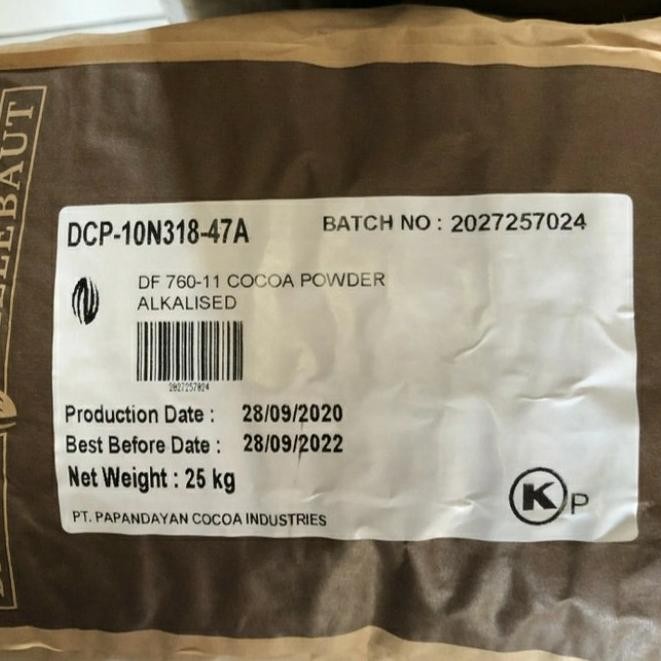 LLEBAUT
DCP-10N318-47A
BATCH NO : 2027257024
DF 760-11 COCOA POWDER
ALKALISED
2027257024
Production Date : 28/09/2020
Best Before Date : 28/09/2022
Net Weight : 25 kg
PT. PAPANDAYAN COCOA INDUSTRIES
K P